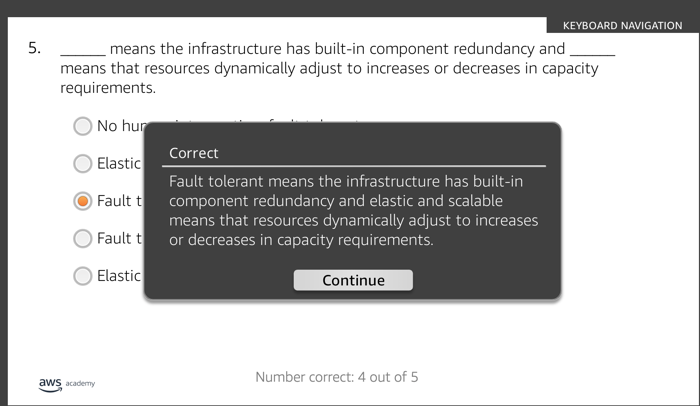 KEYBOARD NAVIGATION
5. ______ means the infrastructure has built-in component redundancy and ______
means that resources dynamically adjust to increases or decreases in capacity
requirements.
No hu
Elastic
Fault t
Fault t
Elastic
Correct
Fault tolerant means the infrastructure has built-in
component redundancy and elastic and scalable
means that resources dynamically adjust to increases
or decreases in capacity requirements.
Continue
aws academy
Number correct: 4 out of 5